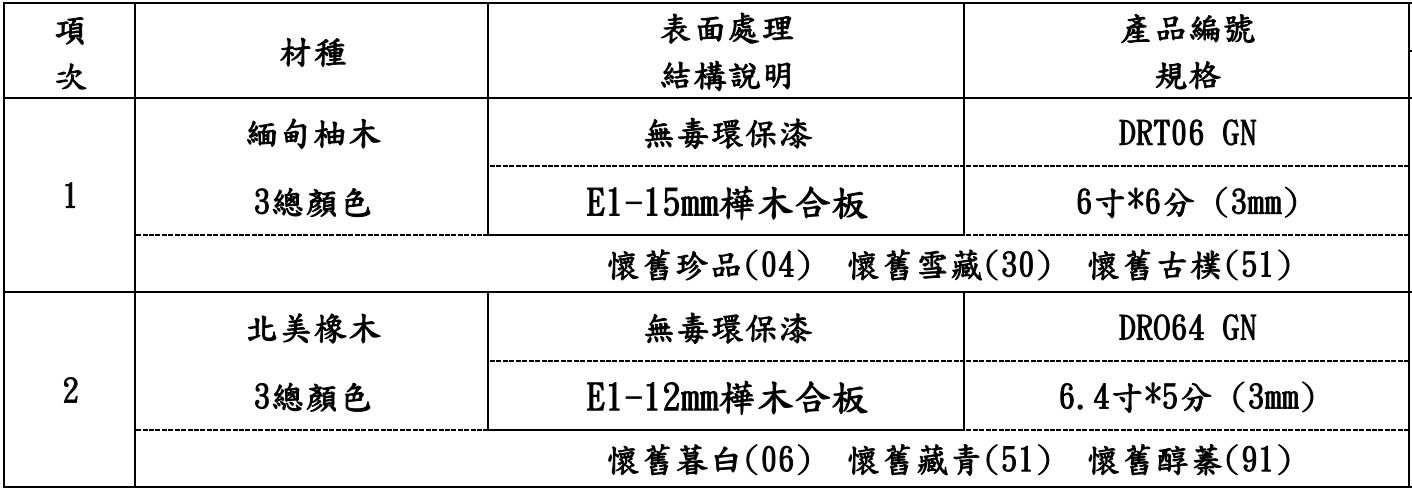 項
次
材種
表面處理
結構說明
產品編號
規格
1
緬甸柚木
3總顏色
無毒環保漆
E1-15mm樺木合板
DRT06 GN
6寸*6分 (3mm)
懷舊珍品(04) 懷舊雪藏(30) 懷舊古樸(51)
2
北美橡木
3總顏色
無毒環保漆
E1-12mm樺木合板
DRO64 GN
6.4寸*5分 (3mm)
懷舊暮白(06) 懷舊藏青(51) 懷舊醇蓁(91)